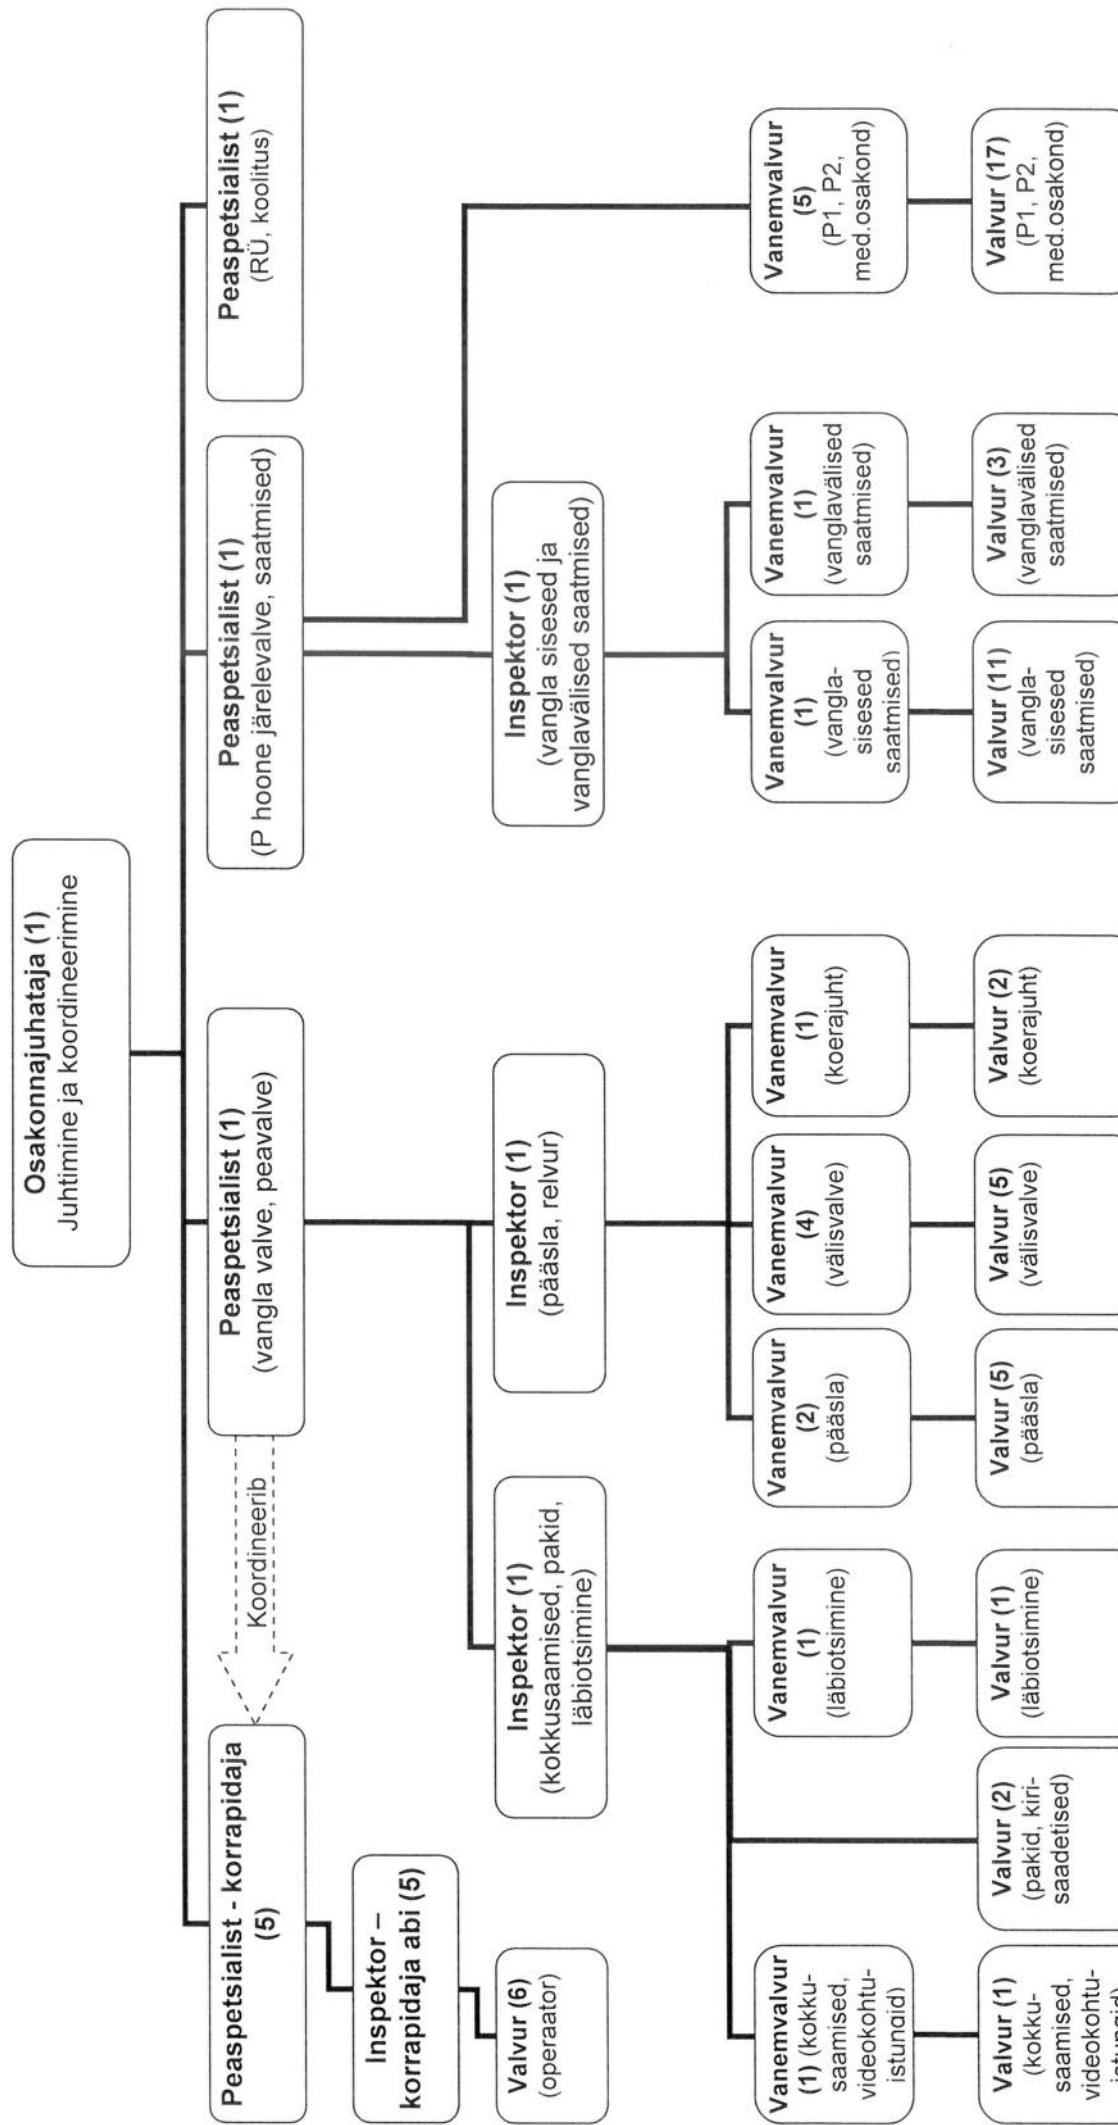 Osakonnajuhataja (1)
Juhtimine ja koordineerimine
Peaspetsialist - korrapidaja
(5)
Koordineerib
Peaspetsialist (1)
(vangla valve, peavalve)
Peaspetsialist (1)
(P hoone järelevalve, saatmised)
Peaspetsialist (1)
(RÜ, koolitus)
Inspektor –
korrapidaja abi (5)
Valvur (6)
(operaator)
Inspektor (1)
(kokkusaamised, pakid,
läbiotsimine)
Inspektor (1)
(pääsla, relvur)
Inspektor (1)
(vangla sisesed ja
vanglavälised saatmised)
Vanemvalvur
(1) (kokku-
saamised,
videokohtu-
istungid)
Vanemvalvur
(1)
(läbiotsimine)
Vanemvalvur
(2)
(pääsla)
Vanemvalvur
(4)
(välisvalve)
Vanemvalvur
(1)
(koerajuht)
Vanemvalvur
(1)
(vangla-
sisesed
saatmised)
Vanemvalvur
(1)
(vanglavälised
saatmised)
Vanemvalvur
(5)
(P1, P2,
med.osakond)
Valvur (1)
(kokku-
saamised,
videokohtu-
istungid)
Valvur (2)
(pakid, kiri-
saadetised)
Valvur (1)
(läbiotsimine)
Valvur (5)
(pääsla)
Valvur (5)
(välisvalve)
Valvur (2)
(koerajuht)
Valvur (11)
(vangla-
sisesed
saatmised)
Valvur (3)
(vanglavälised
saatmised)
Valvur (17)
(P1, P2,
med.osakond)